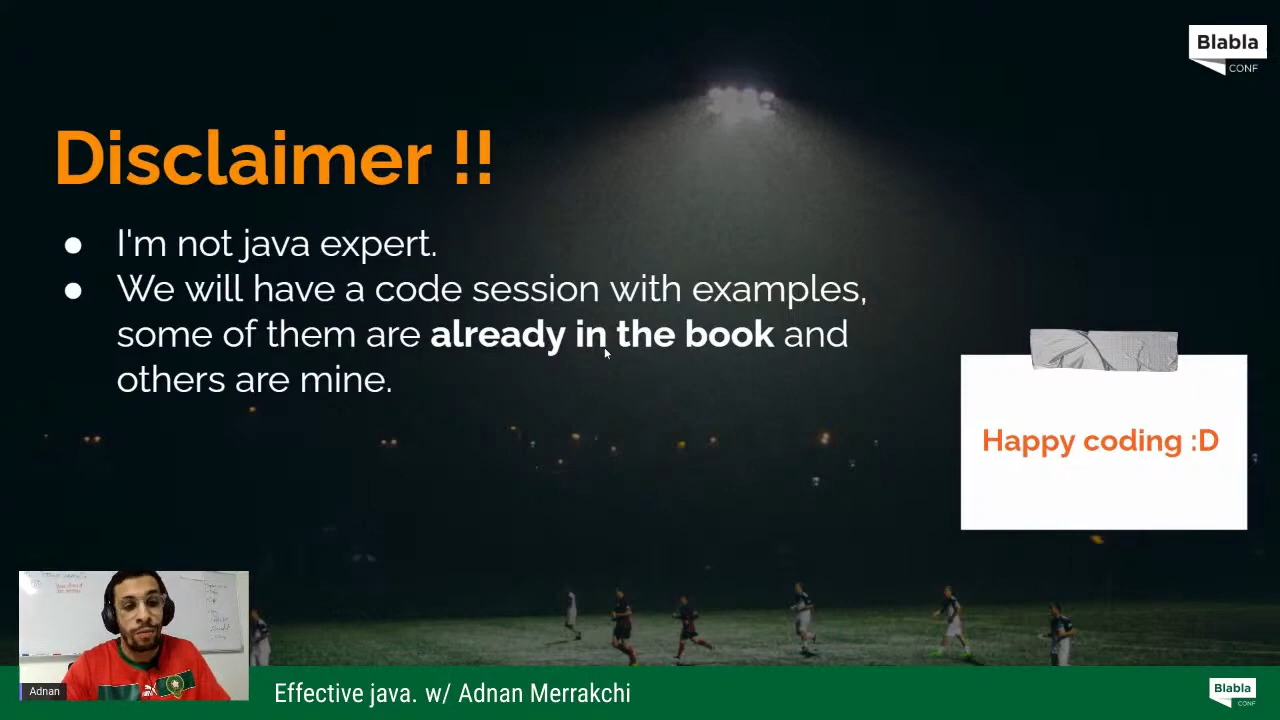 Blabla
CONF
Disclaimer !!
● I'm not java expert.
● We will have a code session with examples,
some of them are already in the book and
others are mine.
Happy coding :D
Adnan
Effective java. w/ Adnan Merrakchi
Blabla
CONF